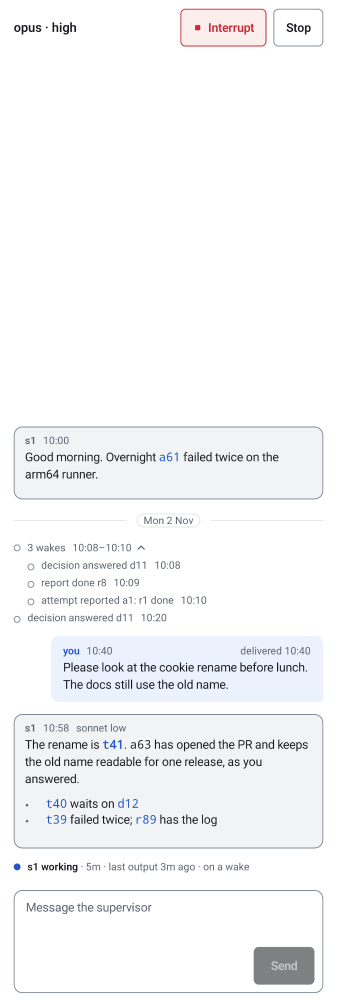 opus · high
Interrupt
Stop
s1 10:00
Good morning. Overnight a61 failed twice on the
arm64 runner.
Mon 2 Nov
3 wakes 10:08–10:10
decision answered d11 10:08
report done r8 10:09
attempt reported a1: r1 done 10:10
decision answered d11 10:20
you 10:40 delivered 10:40
Please look at the cookie rename before lunch.
The docs still use the old name.
s1 10:58 sonnet low
The rename is t41. a63 has opened the PR and keeps
the old name readable for one release, as you
answered.
• t40 waits on d12
• t39 failed twice; r89 has the log
s1 working · 5m · last output 3m ago · on a wake
Message the supervisor
Send